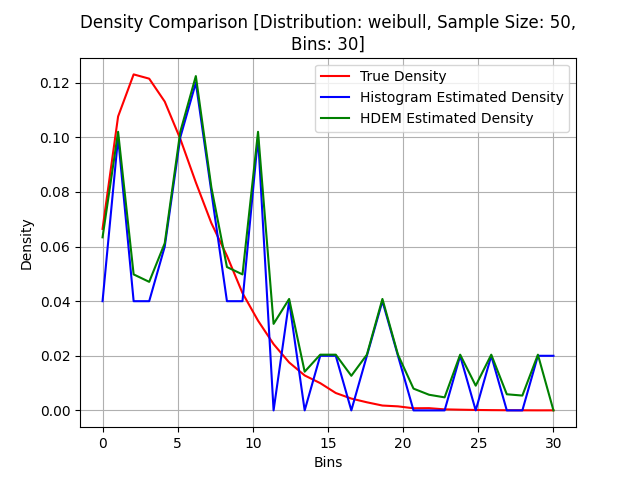 Density Comparison [Distribution: weibull, Sample Size: 50,
Bins: 30]
True Density
Histogram Estimated Density
HDEM Estimated Density
Density
0.12
0.10
0.08
0.06
0.04
0.02
0.00
0 5 10 15 20 25 30
Bins